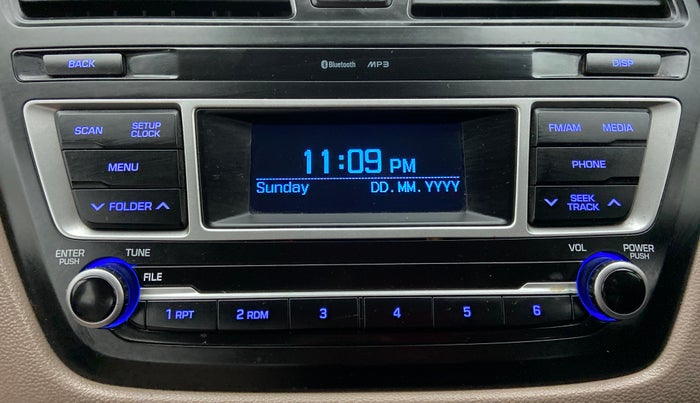 BACK
Bluetooth MP3
DISP
SCAN
SETUP
CLOCK
MENU
FOLDER
11:09 PM
Sunday DD.MM.YYYY
FM/AM MEDIA
PHONE
SEEK
TRACK
ENTER
PUSH
TUNE
FILE
VOL
POWER
PUSH
1 RPT 2 RDM 3 4 5 6